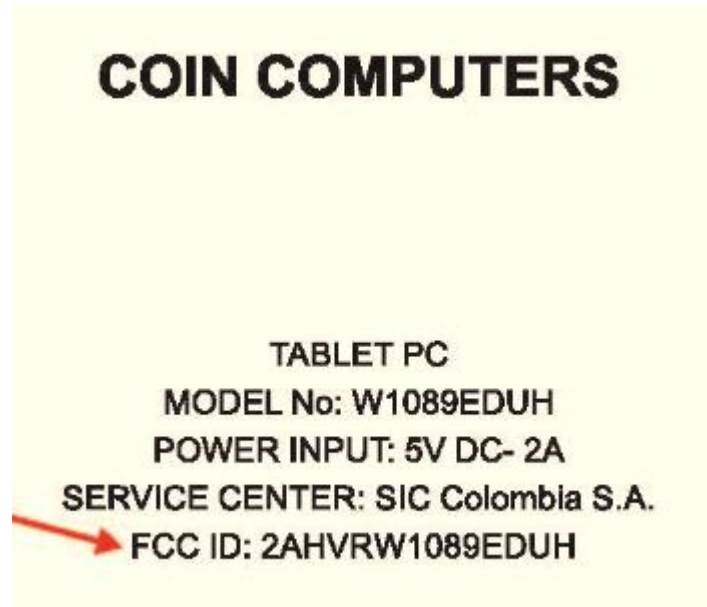 COIN COMPUTERS
TABLET PC
MODEL No: W1089EDUH
POWER INPUT: 5V DC- 2A
SERVICE CENTER: SIC Colombia S.A.
FCC ID: 2AHVRW1089EDUH